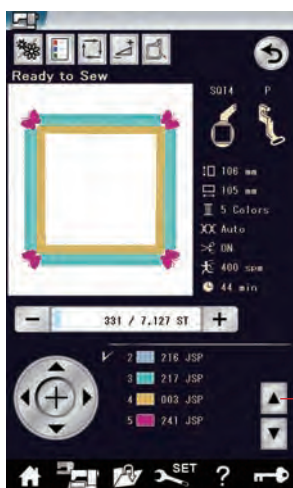 Ready to Sew
SQ14 P
106 mm
105 mm
5 Colors
XX Auto
ON
400 spm
44 min
− 331 / 7,127 ST +
2 216 JSP
3 217 JSP
4 003 JSP
5 241 JSP
SET ?